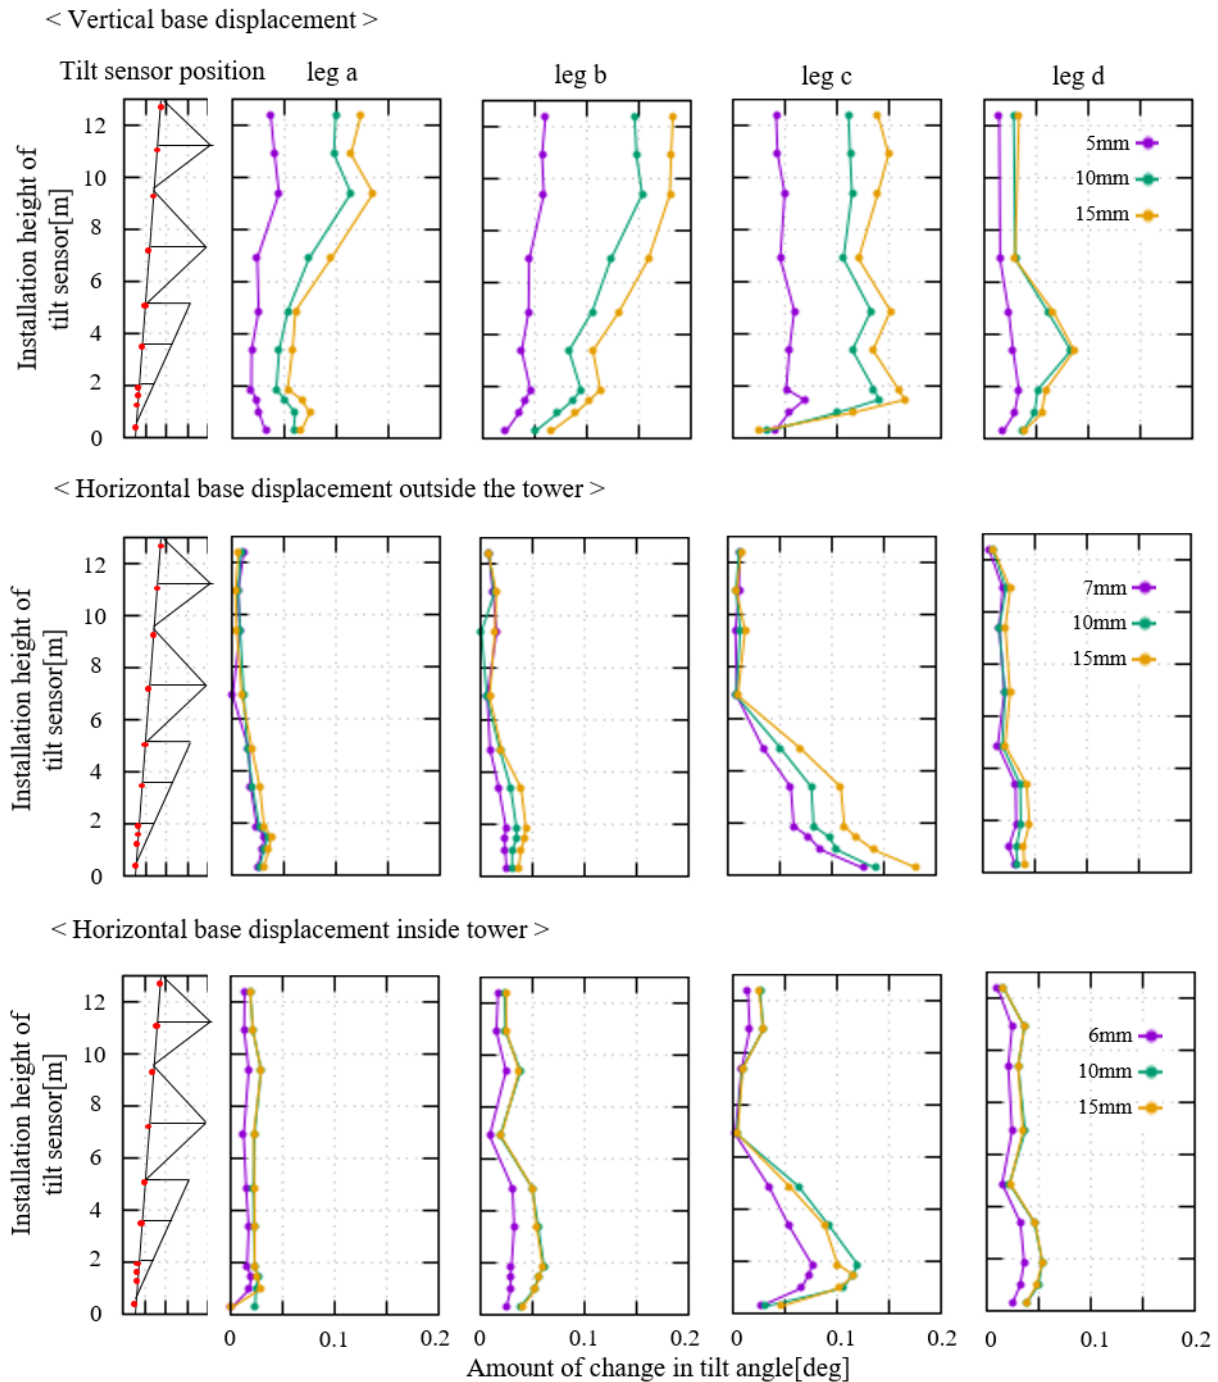 < Vertical base displacement >
Tilt sensor position leg a leg b leg c leg d
Installation height of
tilt sensor[m]
12
10
8
6
4
2
0
5mm
10mm
15mm
< Horizontal base displacement outside the tower >
Installation height of
tilt sensor[m]
12
10
8
6
4
2
0
7mm
10mm
15mm
< Horizontal base displacement inside tower >
Installation height of
tilt sensor[m]
12
10
8
6
4
2
0
6mm
10mm
15mm
0 0.1 0.2 0 0.1 0.2 0 0.1 0.2 0 0.1 0.2
Amount of change in tilt angle[deg]